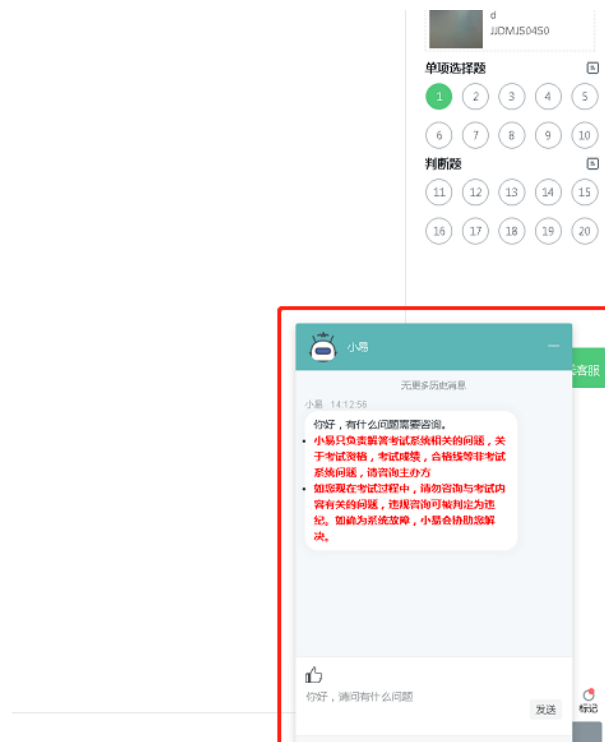 d
JJDMJS0450
单项选择题
1 2 3 4 5
6 7 8 9 10
判断题
11 12 13 14 15
16 17 18 19 20
小易
客服
无更多历史消息
小易 14:12:56
你好，有什么问题需要咨询。
小易只负责解答考试系统相关的问题，关
于考试资格，考试成绩，合格线等非考试
系统问题，请咨询主办方
如您现在考试过程中，请勿咨询与考试内
容有关的问题，违规咨询可被判定为违
纪。如确为系统故障，小易会协助您解
决。
你好，请问有什么问题
发送
标记